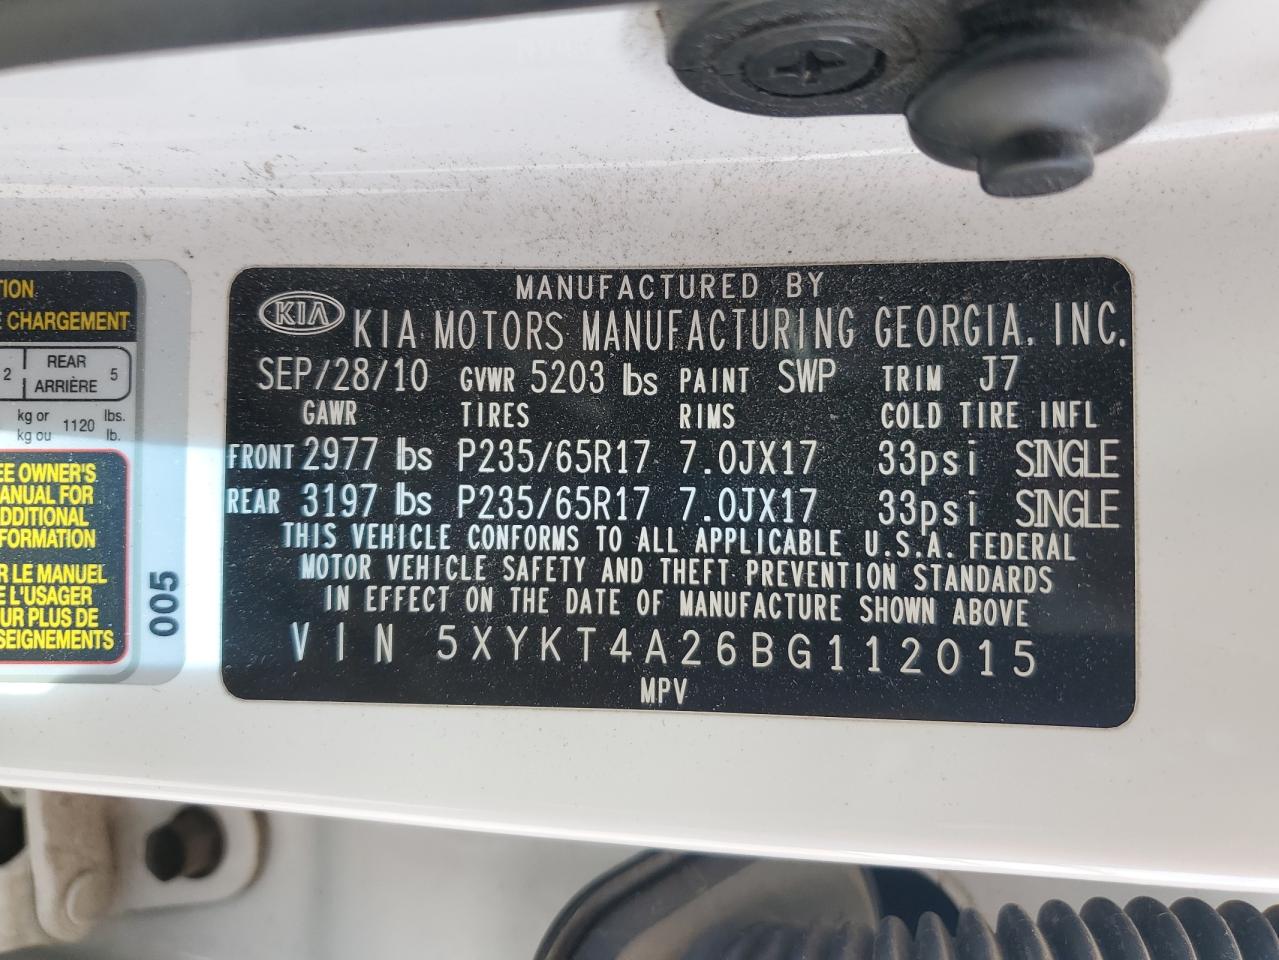 TION
E CHARGEMENT
2 REAR
ARRIÈRE 5
kg or 1120 lbs.
kg ou lb.
EE OWNER'S
ANUAL FOR
DDITIONAL
FORMATION
R LE MANUEL
E L'USAGER
UR PLUS DE
SEIGNEMENTS
005
MANUFACTURED BY
KIA KIA MOTORS MANUFACTURING GEORGIA, INC.
SEP/28/10 GVWR 5203 lbs PAINT SWP TRIM J7
GAWR TIRES RIMS COLD TIRE INFL
FRONT 2977 lbs P235/65R17 7.0JX17 33psi SINGLE
REAR 3197 lbs P235/65R17 7.0JX17 33psi SINGLE
THIS VEHICLE CONFORMS TO ALL APPLICABLE U.S.A. FEDERAL
MOTOR VEHICLE SAFETY AND THEFT PREVENTION STANDARDS
IN EFFECT ON THE DATE OF MANUFACTURE SHOWN ABOVE
VIN 5XYKT4A26BG112015
MPV